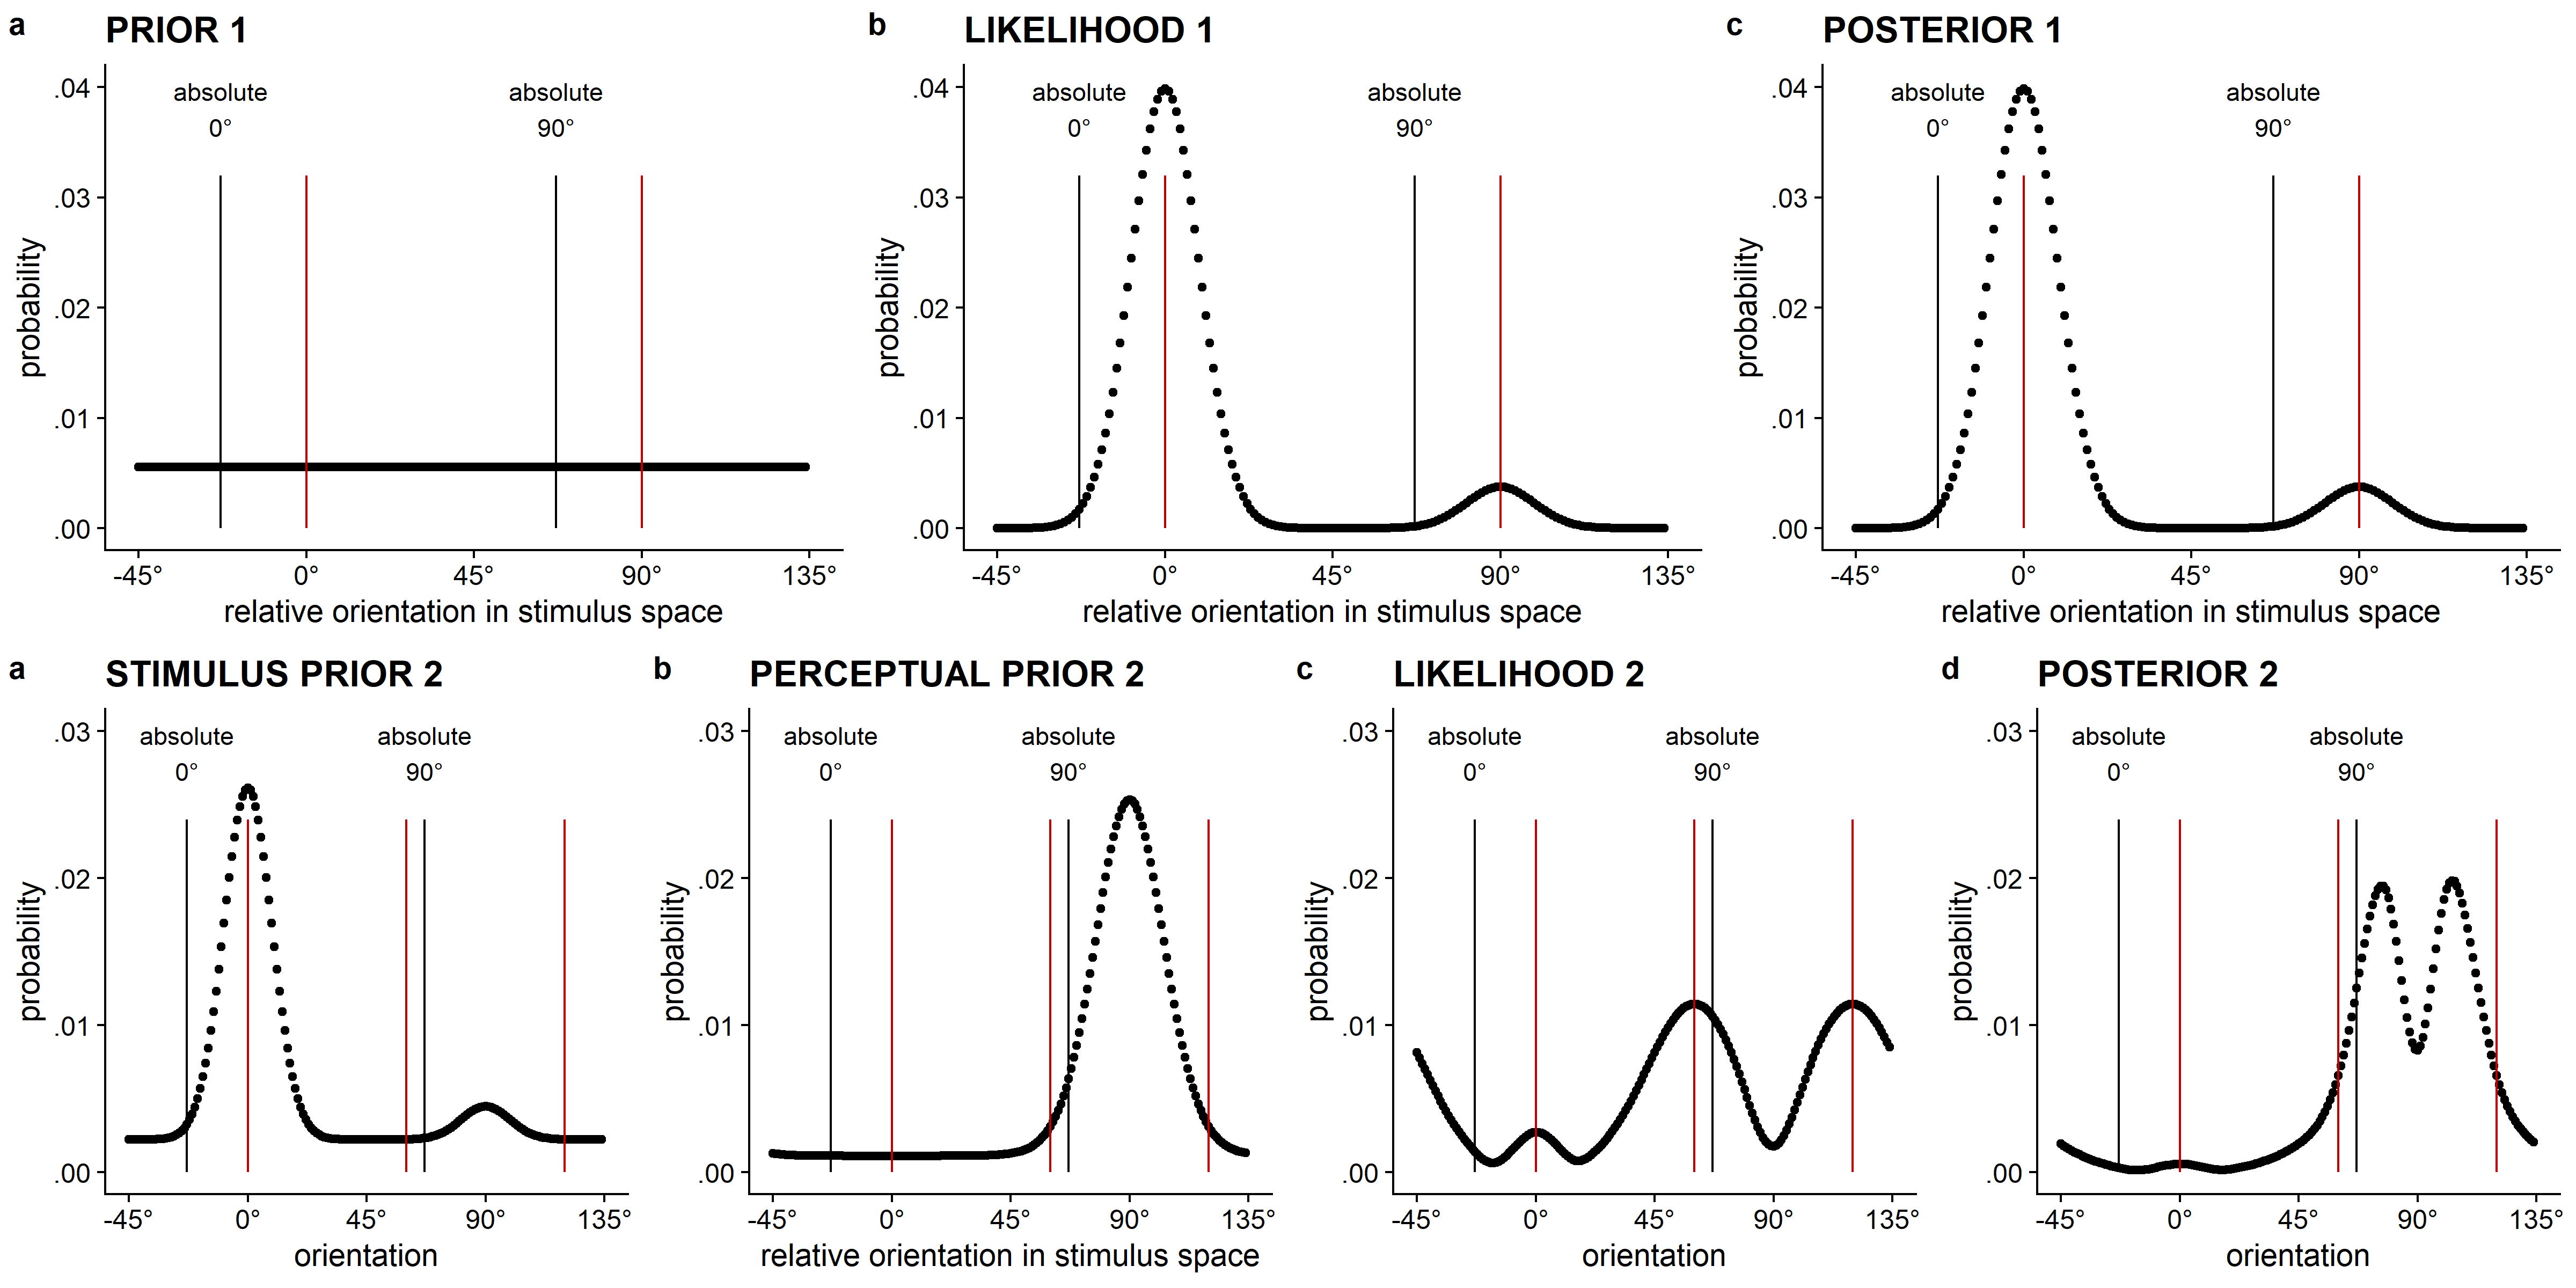 a PRIOR 1
absolute absolute
0° 90°
.04
.03
.02
.01
.00
probability
-45° 0° 45° 90° 135°
relative orientation in stimulus space
b LIKELIHOOD 1
absolute absolute
0° 90°
.04
.03
.02
.01
.00
probability
-45° 0° 45° 90° 135°
relative orientation in stimulus space
c POSTERIOR 1
absolute absolute
0° 90°
.04
.03
.02
.01
.00
probability
-45° 0° 45° 90° 135°
relative orientation in stimulus space
a STIMULUS PRIOR 2
absolute absolute
0° 90°
.03
.02
.01
.00
probability
-45° 0° 45° 90° 135°
orientation
b PERCEPTUAL PRIOR 2
absolute absolute
0° 90°
.03
.02
.01
.00
probability
-45° 0° 45° 90° 135°
relative orientation in stimulus space
c LIKELIHOOD 2
absolute absolute
0° 90°
.03
.02
.01
.00
probability
-45° 0° 45° 90° 135°
orientation
d POSTERIOR 2
absolute absolute
0° 90°
.03
.02
.01
.00
probability
-45° 0° 45° 90° 135°
orientation